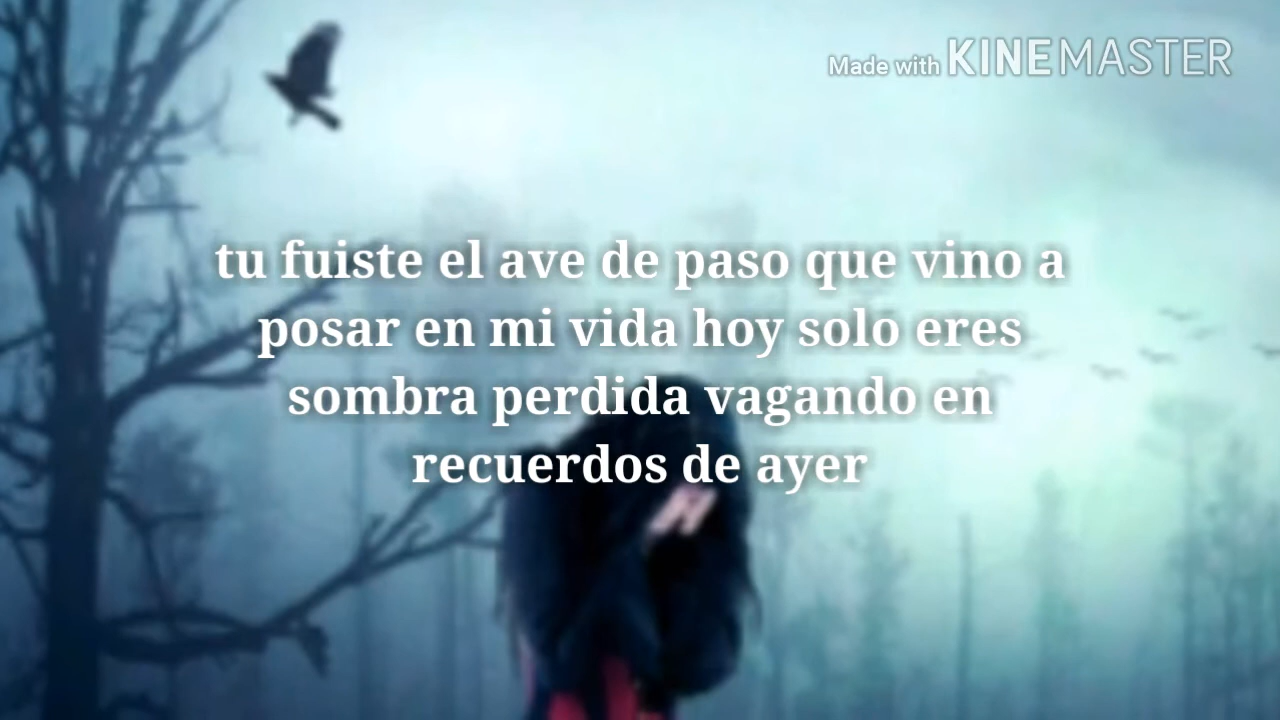 Made with KINEMASTER
tu fuiste el ave de paso que vino a
posar en mi vida hoy solo eres
sombra perdida vagando en
recuerdos de ayer